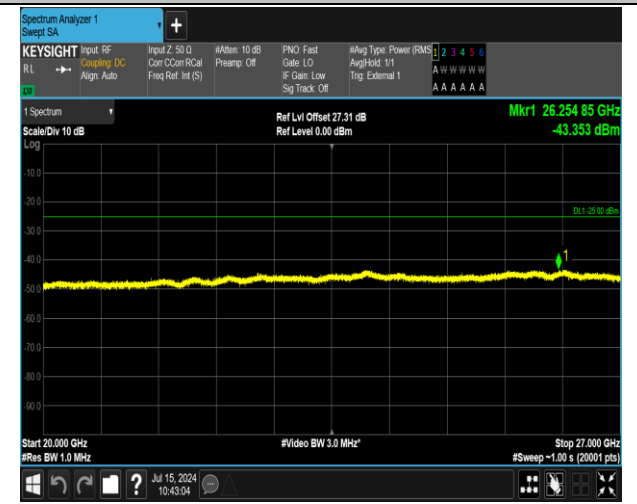 Spectrum Analyzer 1
Swept SA
+
KEYSIGHT
RL
Input: RF
Coupling: DC
Align: Auto
Input Z: 50 Ω
Corr CCorr RCal
Freq Ref: Int (S)
#Atten: 10 dB
Preamp: Off
PNO: Fast
Gate: LO
IF Gain: Low
Sig Track: Off
#Avg Type: Power (RMS
Avg|Hold: 1/1
Trig: External 1
1 2 3 4 5 6
A W W W W W
A A A A A A
1 Spectrum
Scale/Div 10 dB
Log
Ref Lvl Offset 27.31 dB
Ref Level 0.00 dBm
Mkr1 26.254 85 GHz
-43.353 dBm
-10.0
-20.0
DL1 -25.00 dBm
-30.0
-40.0
1
-50.0
-60.0
-70.0
-80.0
-90.0
Start 20.000 GHz
#Res BW 1.0 MHz
#Video BW 3.0 MHz*
Stop 27.000 GHz
#Sweep ~1.00 s (20001 pts)
?
Jul 15, 2024
10:43:04